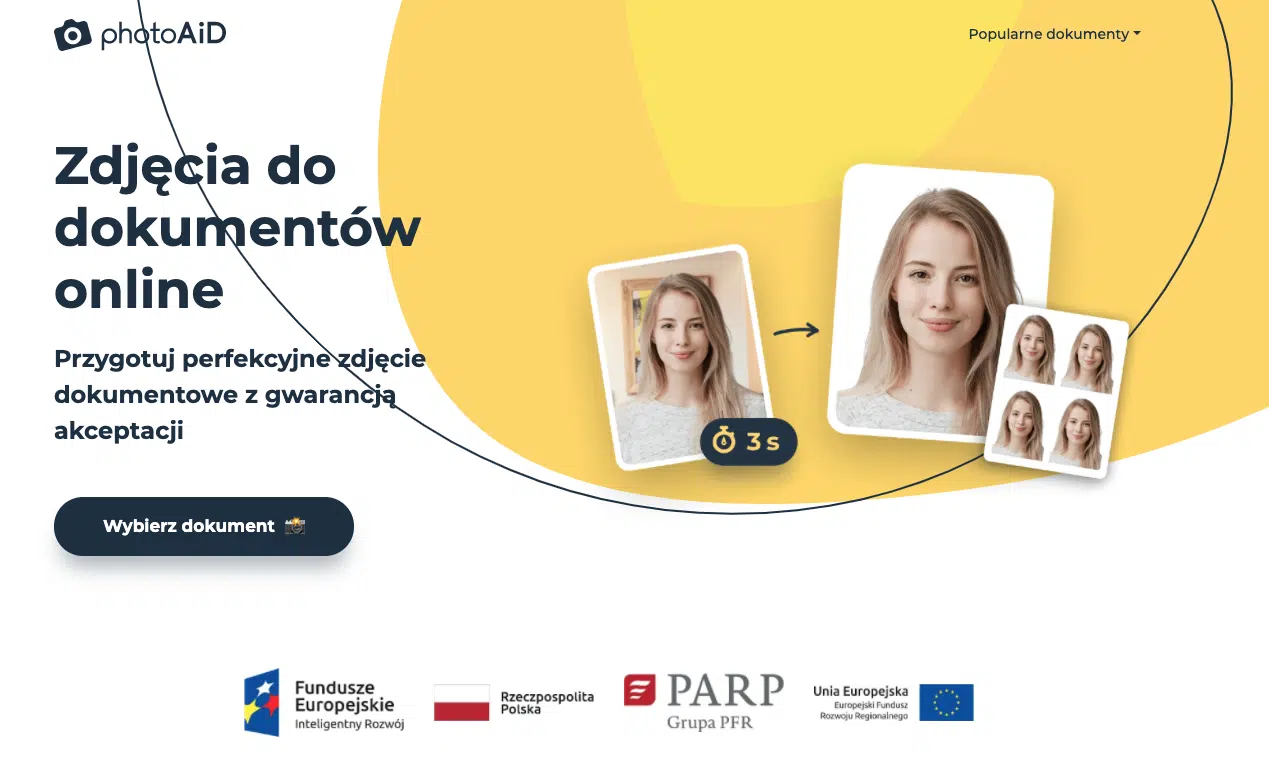 photoAiD
Popularne dokumenty
Zdjęcia do
dokumentów
online
Przygotuj perfekcyjne zdjęcie
dokumentowe z gwarancją
akceptacji
3 s
Wybierz dokument
Fundusze
Europejskie
Inteligentny Rozwój
Rzeczpospolita
Polska
PARP
Grupa PFR
Unia Europejska
Europejski Fundusz
Rozwoju Regionalnego